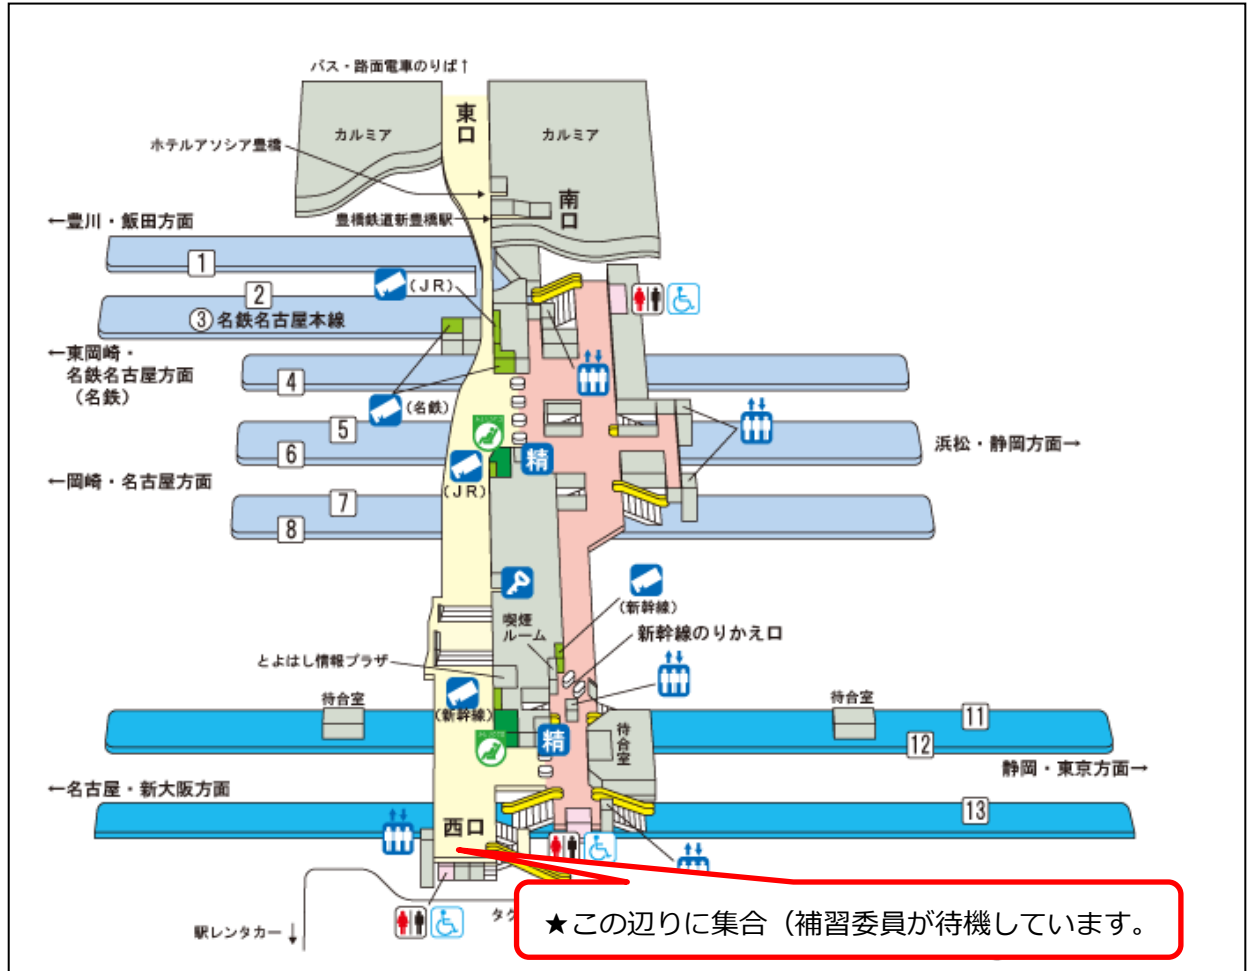 バス・路面電車のりば↑
東口
カルミア
カルミア
ホテルアソシア豊橋
南口
豊橋鉄道新豊橋駅
←豊川・飯田方面
1
2
(JR)
③名鉄名古屋本線
←東岡崎・
名鉄名古屋方面
(名鉄)
4
(名鉄)
5
6
浜松・静岡方面→
精
(JR)
←岡崎・名古屋方面
7
8
(新幹線)
喫煙
ルーム
新幹線のりかえ口
とよはし情報プラザ
待合室
(新幹線)
待合室
11
12
精
待合室
静岡・東京方面→
←名古屋・新大阪方面
13
西口
タク
駅レンタカー↓
★この辺りに集合（補習委員が待機しています。